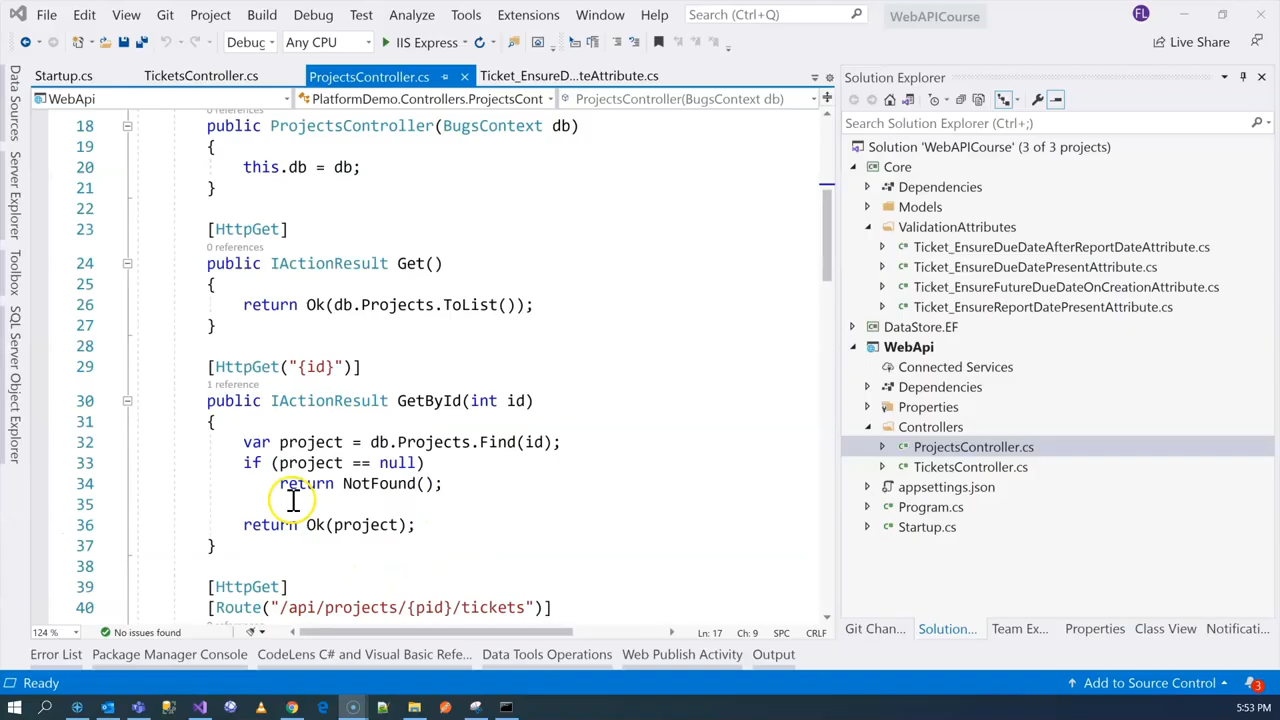 File Edit View Git Project Build Debug Test Analyze Tools Extensions Window Help Search (Ctrl+Q) WebAPICourse FL
Debug Any CPU IIS Express Live Share
Startup.cs TicketsController.cs ProjectsController.cs Ticket_EnsureD...teAttribute.cs
WebApi PlatformDemo.Controllers.ProjectsCont ProjectsController(BugsContext db)
18 public ProjectsController(BugsContext db)
19 {
20 this.db = db;
21 }
22
23 [HttpGet]
0 references
24 public IActionResult Get()
25 {
26 return Ok(db.Projects.ToList());
27 }
28
29 [HttpGet("{id}")]
1 reference
30 public IActionResult GetById(int id)
31 {
32 var project = db.Projects.Find(id);
33 if (project == null)
34 return NotFound();
35
36 return Ok(project);
37 }
38
39 [HttpGet]
40 [Route("/api/projects/{pid}/tickets")]
124 % No issues found Ln: 17 Ch: 9 SPC CRLF
Data Sources
Server Explorer
Toolbox
SQL Server Object Explorer
Solution Explorer
Search Solution Explorer (Ctrl+;)
Solution 'WebAPICourse' (3 of 3 projects)
Core
Dependencies
Models
ValidationAttributes
Ticket_EnsureDueDateAfterReportDateAttribute.cs
Ticket_EnsureDueDatePresentAttribute.cs
Ticket_EnsureFutureDueDateOnCreationAttribute.cs
Ticket_EnsureReportDatePresentAttribute.cs
DataStore.EF
WebApi
Connected Services
Dependencies
Properties
Controllers
ProjectsController.cs
TicketsController.cs
appsettings.json
Program.cs
Startup.cs
Git Chan... Solution... Team Ex... Properties Class View Notificati...
Error List Package Manager Console CodeLens C# and Visual Basic Refe... Data Tools Operations Web Publish Activity Output
Ready Add to Source Control 3
5:53 PM